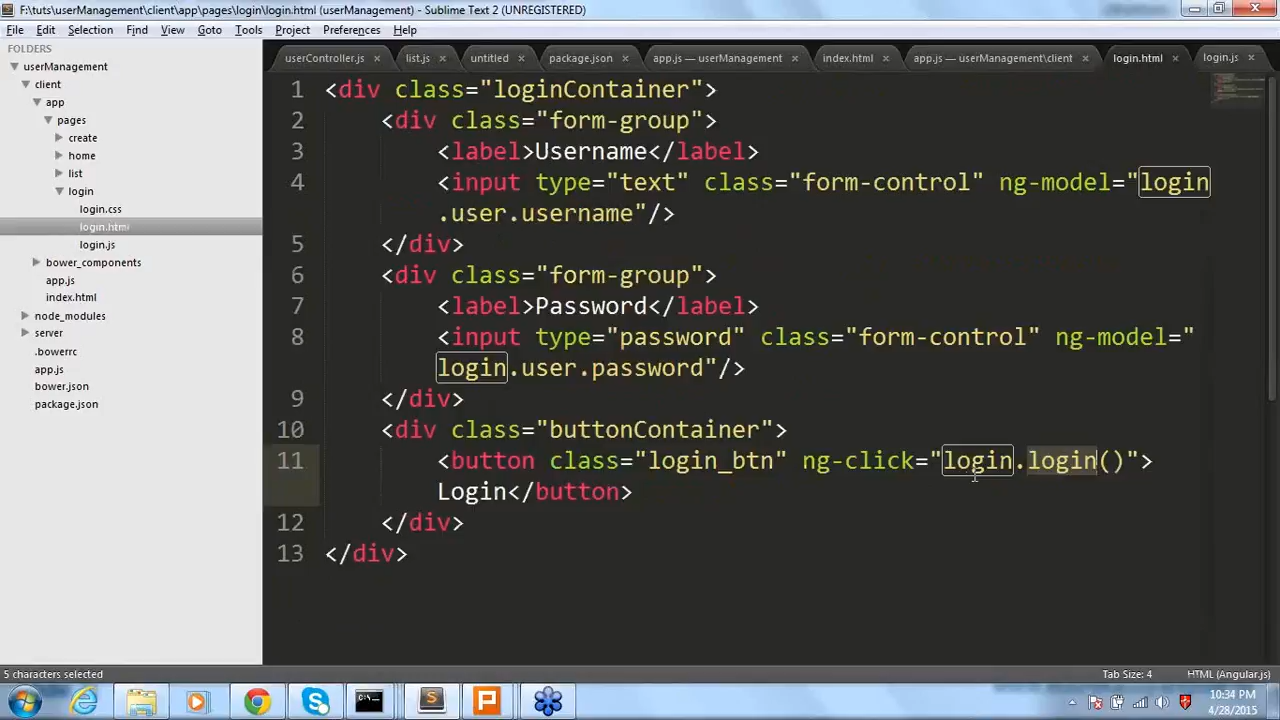 F:\tuts\userManagement\client\app\pages\login\login.html (userManagement) - Sublime Text 2 (UNREGISTERED)
File Edit Selection Find View Goto Tools Project Preferences Help
FOLDERS
userManagement
client
app
pages
create
home
list
login
login.css
login.html
login.js
bower_components
app.js
index.html
node_modules
server
.bowerrc
app.js
bower.json
package.json
userController.js × list.js × untitled × package.json × app.js — userManagement × index.html × app.js — userManagement\client × login.html × login.js ×
1 <div class="loginContainer">
2 <div class="form-group">
3 <label>Username</label>
4 <input type="text" class="form-control" ng-model="login
.user.username"/>
5 </div>
6 <div class="form-group">
7 <label>Password</label>
8 <input type="password" class="form-control" ng-model="
login.user.password"/>
9 </div>
10 <div class="buttonContainer">
11 <button class="login_btn" ng-click="login.login()">
Login</button>
12 </div>
13 </div>
5 characters selected Tab Size: 4 HTML (Angular.js)
10:34 PM
4/28/2015